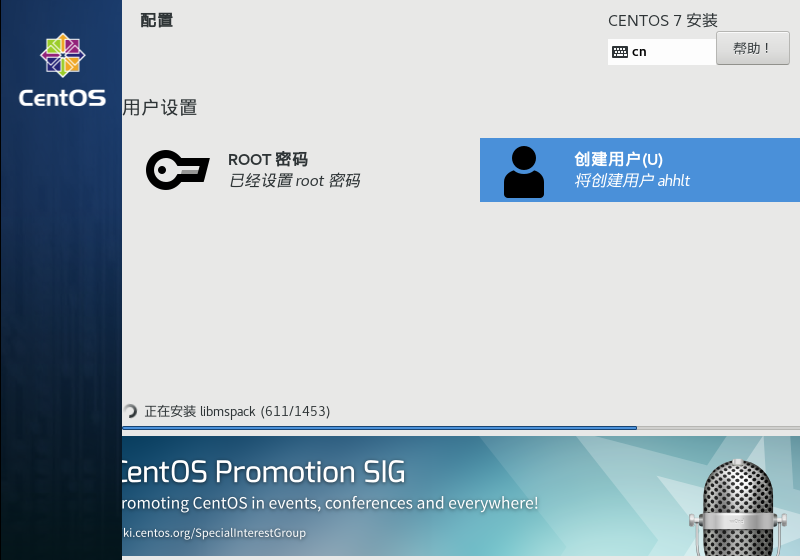 配置
CENTOS 7 安装
cn
帮助！
CentOS
用户设置
ROOT 密码
已经设置 root 密码
创建用户(U)
将创建用户 ahhlt
正在安装 libmspack (611/1453)
CentOS Promotion SIG
romoting CentOS in events, conferences and everywhere!
ki.centos.org/SpecialInterestGroup